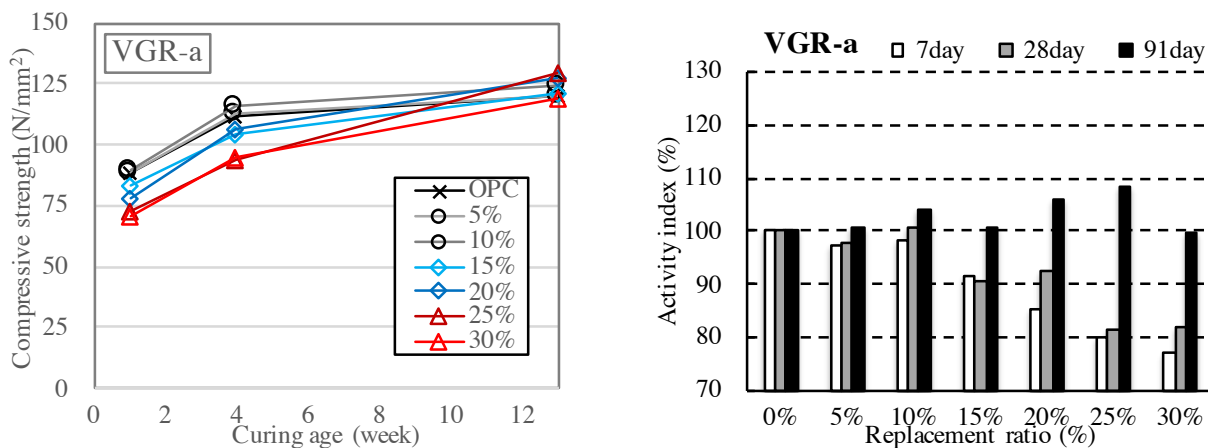 150
125
100
75
50
25
0
Compressive strength (N/mm²)
VGR-a
OPC
5%
10%
15%
20%
25%
30%
0 2 4 6 8 10 12
Curing age (week)
VGR-a 7day 28day 91day
130
120
110
100
90
80
70
Activity index (%)
0% 5% 10% 15% 20% 25% 30%
Replacement ratio (%)